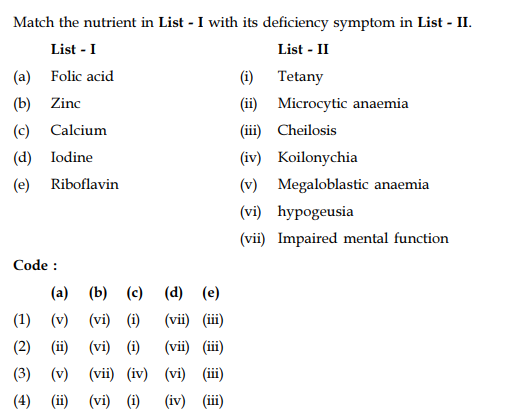 Match the nutrient in List - I with its deficiency symptom in List - II.
List - I List - II
(a) Folic acid (i) Tetany
(b) Zinc (ii) Microcytic anaemia
(c) Calcium (iii) Cheilosis
(d) Iodine (iv) Koilonychia
(e) Riboflavin (v) Megaloblastic anaemia
(vi) hypogeusia
(vii) Impaired mental function
Code :
(a) (b) (c) (d) (e)
(1) (v) (vi) (i) (vii) (iii)
(2) (ii) (vi) (i) (vii) (iii)
(3) (v) (vii) (iv) (vi) (iii)
(4) (ii) (vi) (i) (iv) (iii)